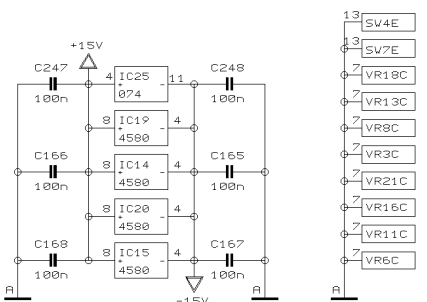 +15V
C247
100n
4 IC25 11
+ -
074
C248
100n
8 IC19 4
+ -
4580
C166
100n
8 IC14 4
+ -
4580
C165
100n
8 IC20 4
+ -
4580
C168
100n
8 IC15 4
+ -
4580
C167
100n
A
-15V
A
13 SW4E
13 SW7E
7 VR18C
7 VR13C
7 VR8C
7 VR3C
7 VR21C
7 VR16C
7 VR11C
7 VR6C
A